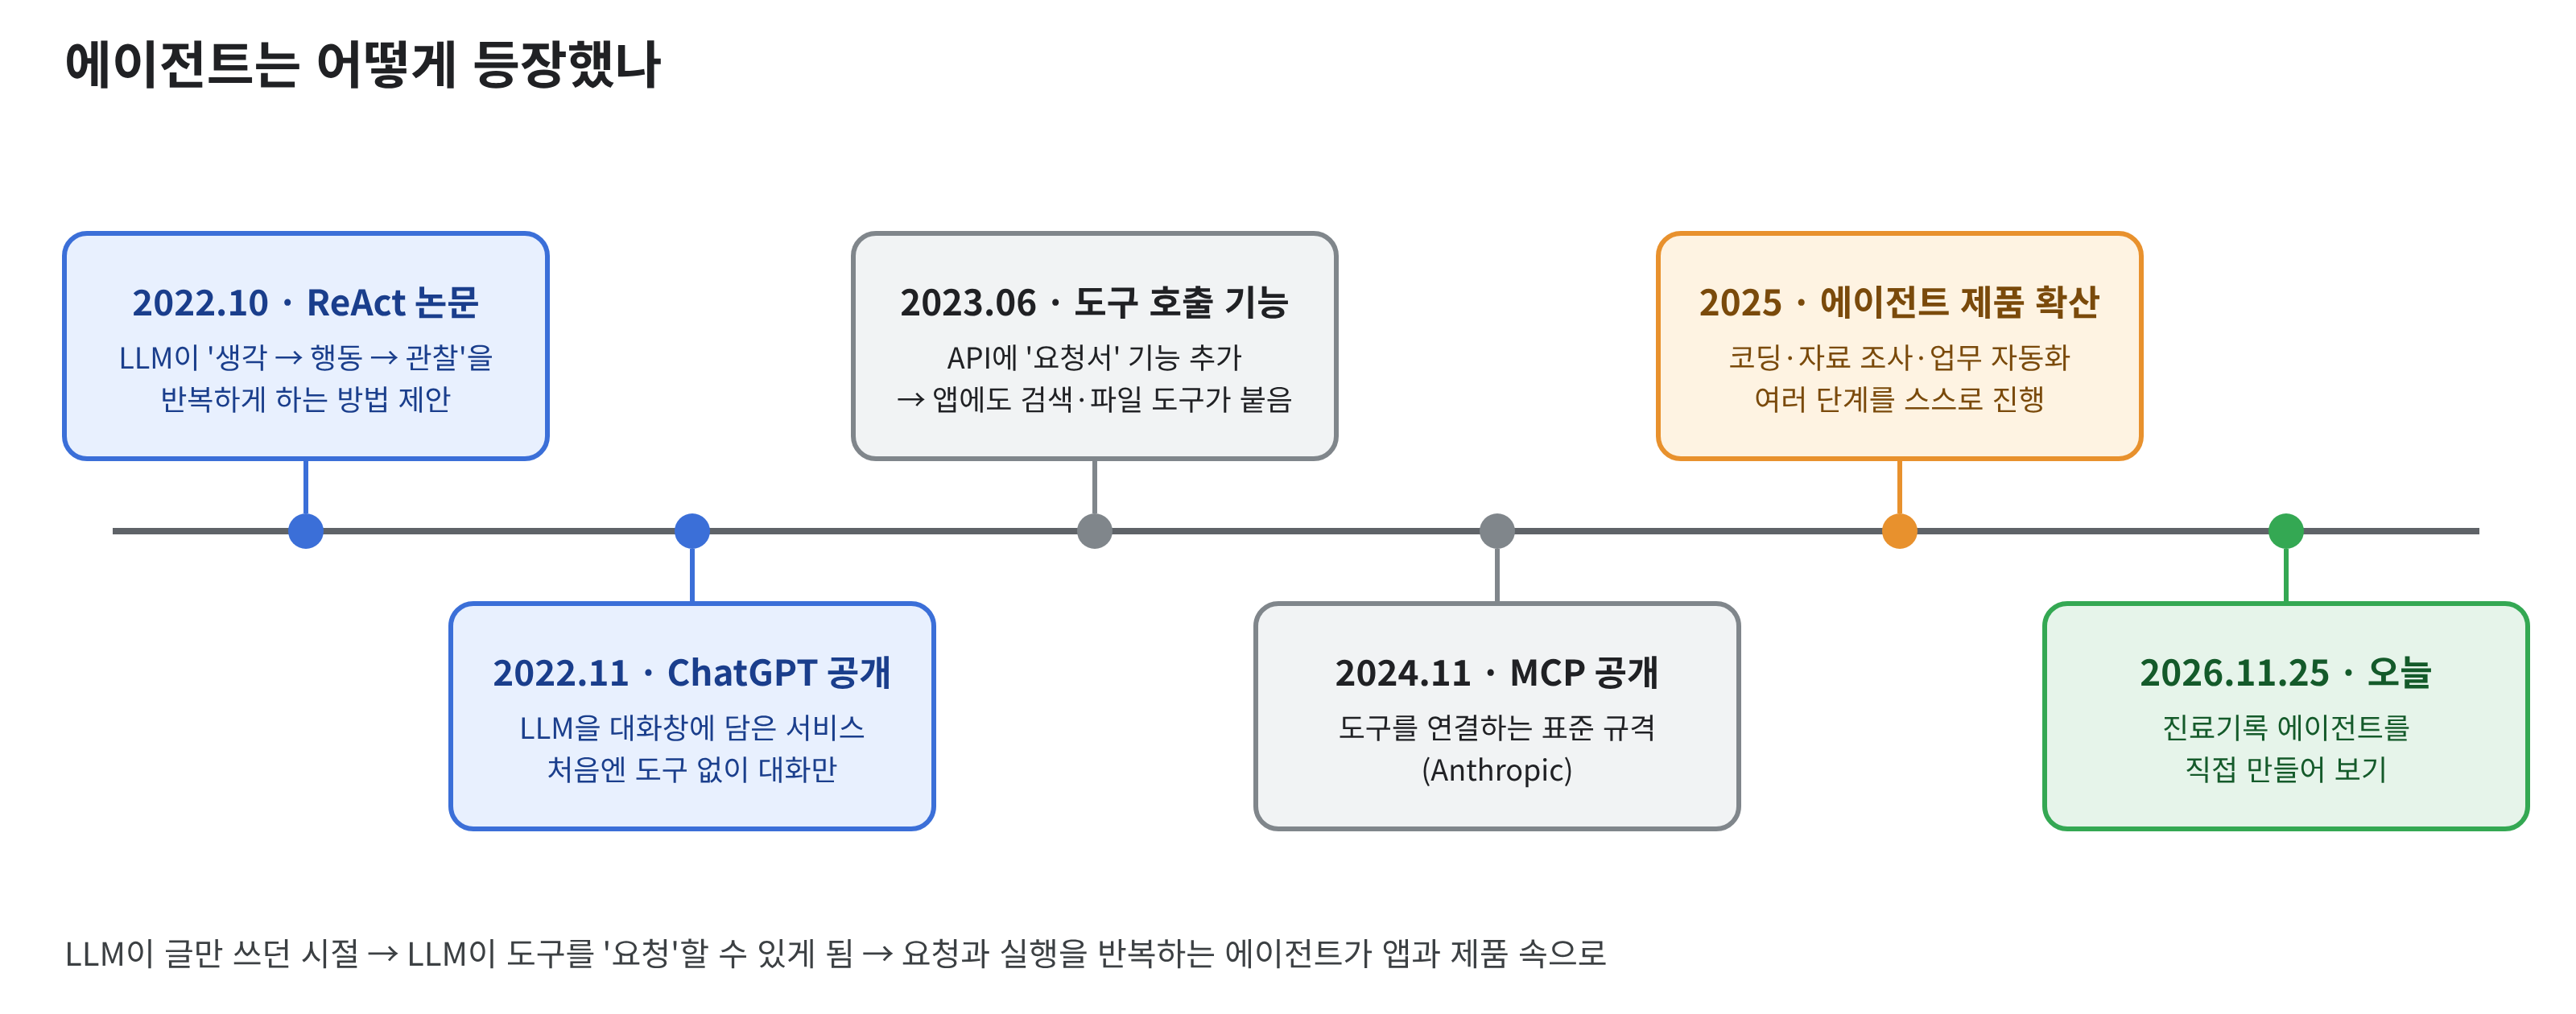 에이전트는 어떻게 등장했나
2022.10 · ReAct 논문
LLM이 '생각 → 행동 → 관찰'을
반복하게 하는 방법 제안
2022.11 · ChatGPT 공개
LLM을 대화창에 담은 서비스
처음엔 도구 없이 대화만
2023.06 · 도구 호출 기능
API에 '요청서' 기능 추가
→ 앱에도 검색·파일 도구가 붙음
2024.11 · MCP 공개
도구를 연결하는 표준 규격
(Anthropic)
2025 · 에이전트 제품 확산
코딩·자료 조사·업무 자동화
여러 단계를 스스로 진행
2026.11.25 · 오늘
진료기록 에이전트를
직접 만들어 보기
LLM이 글만 쓰던 시절 → LLM이 도구를 '요청'할 수 있게 됨 → 요청과 실행을 반복하는 에이전트가 앱과 제품 속으로